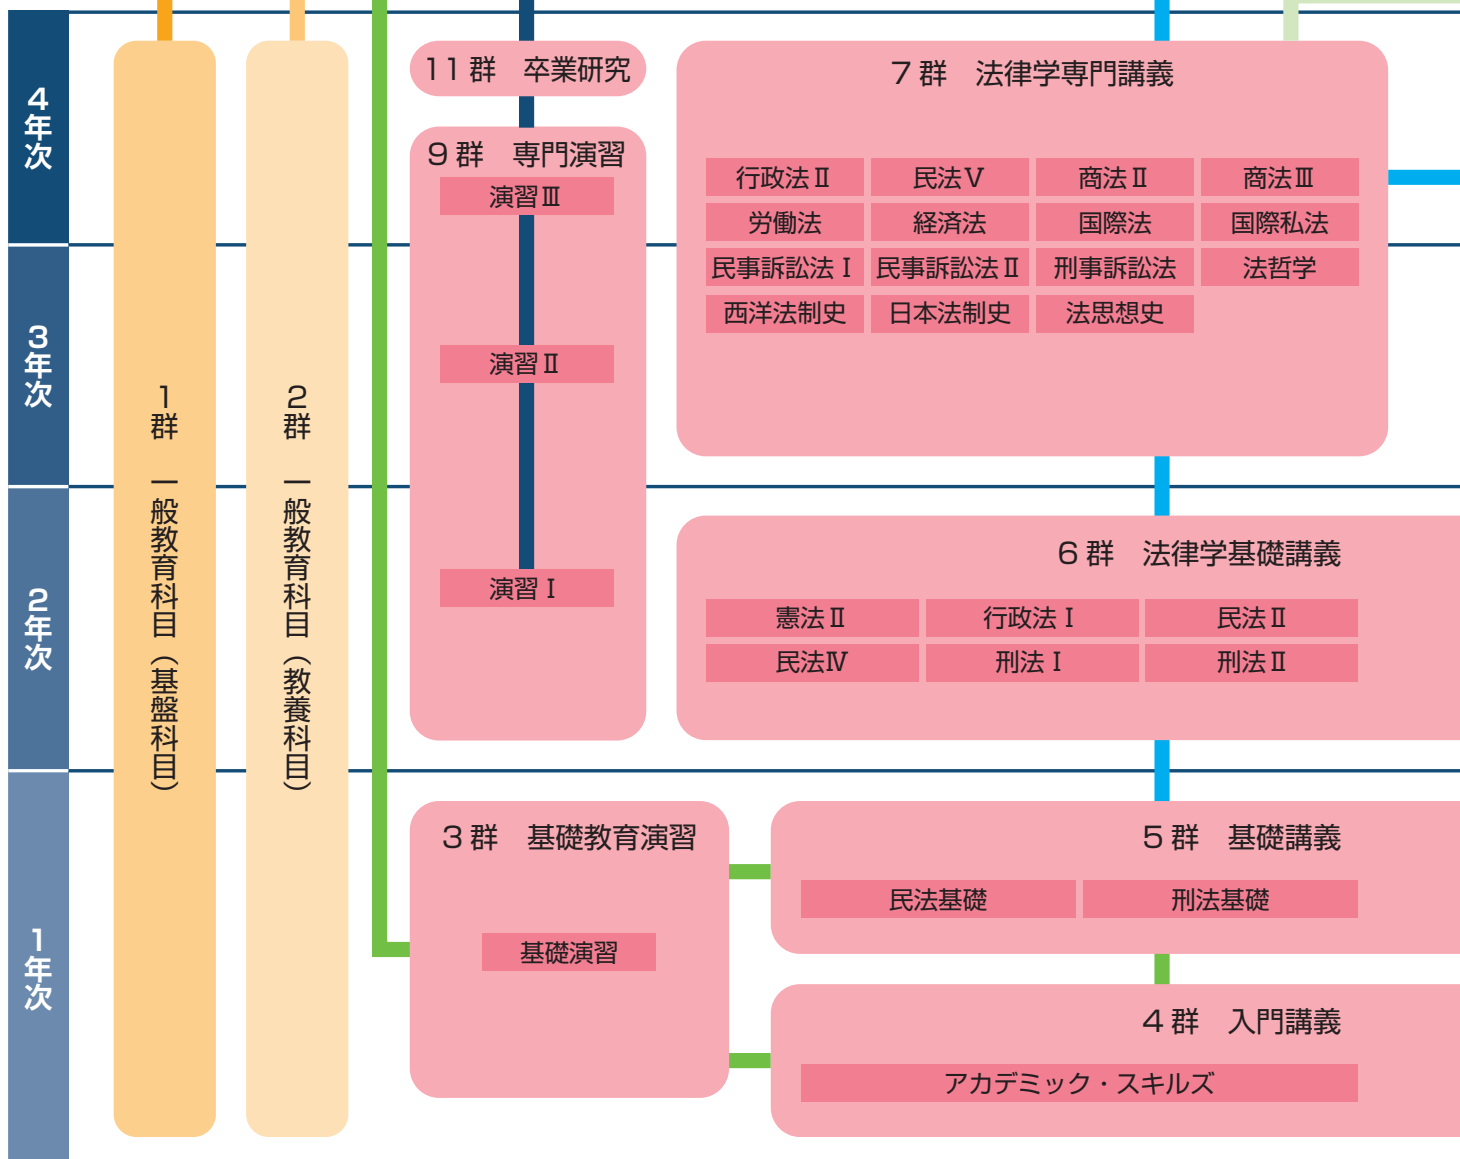 4年次
3年次
2年次
1年次
1群　一般教育科目（基盤科目）
2群　一般教育科目（教養科目）
11群　卒業研究
9群　専門演習
演習Ⅲ
演習Ⅱ
演習Ⅰ
7群　法律学専門講義
行政法Ⅱ　民法Ⅴ　商法Ⅱ　商法Ⅲ
労働法　経済法　国際法　国際私法
民事訴訟法Ⅰ　民事訴訟法Ⅱ　刑事訴訟法　法哲学
西洋法制史　日本法制史　法思想史
6群　法律学基礎講義
憲法Ⅱ　行政法Ⅰ　民法Ⅱ
民法Ⅳ　刑法Ⅰ　刑法Ⅱ
3群　基礎教育演習
基礎演習
5群　基礎講義
民法基礎　刑法基礎
4群　入門講義
アカデミック・スキルズ